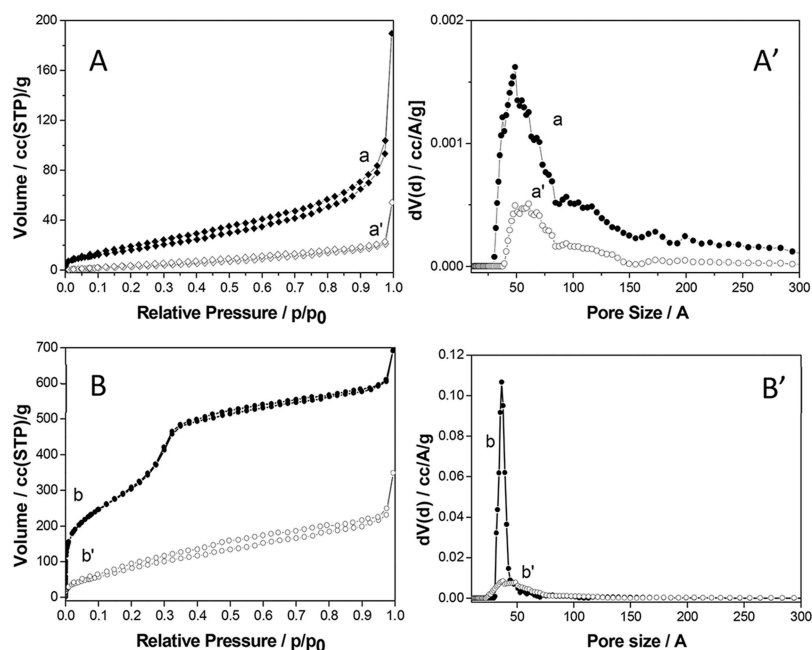 A
200
160
120
80
40
0
Volume / cc(STP)/g
a
a'
0.0 0.1 0.2 0.3 0.4 0.5 0.6 0.7 0.8 0.9 1.0
Relative Pressure / p/p0
A'
0.002
0.001
0.000
dV(d) / cc/A/g]
a
a'
50 100 150 200 250 300
Pore Size / A
B
700
600
500
400
300
200
100
0
Volume / cc(STP)/g
b
b'
0.0 0.1 0.2 0.3 0.4 0.5 0.6 0.7 0.8 0.9 1.0
Relative Pressure / p/p0
B'
0.12
0.10
0.08
0.06
0.04
0.02
0.00
dV(d) / cc/A/g
b
b'
50 100 150 200 250 300
Pore size / A